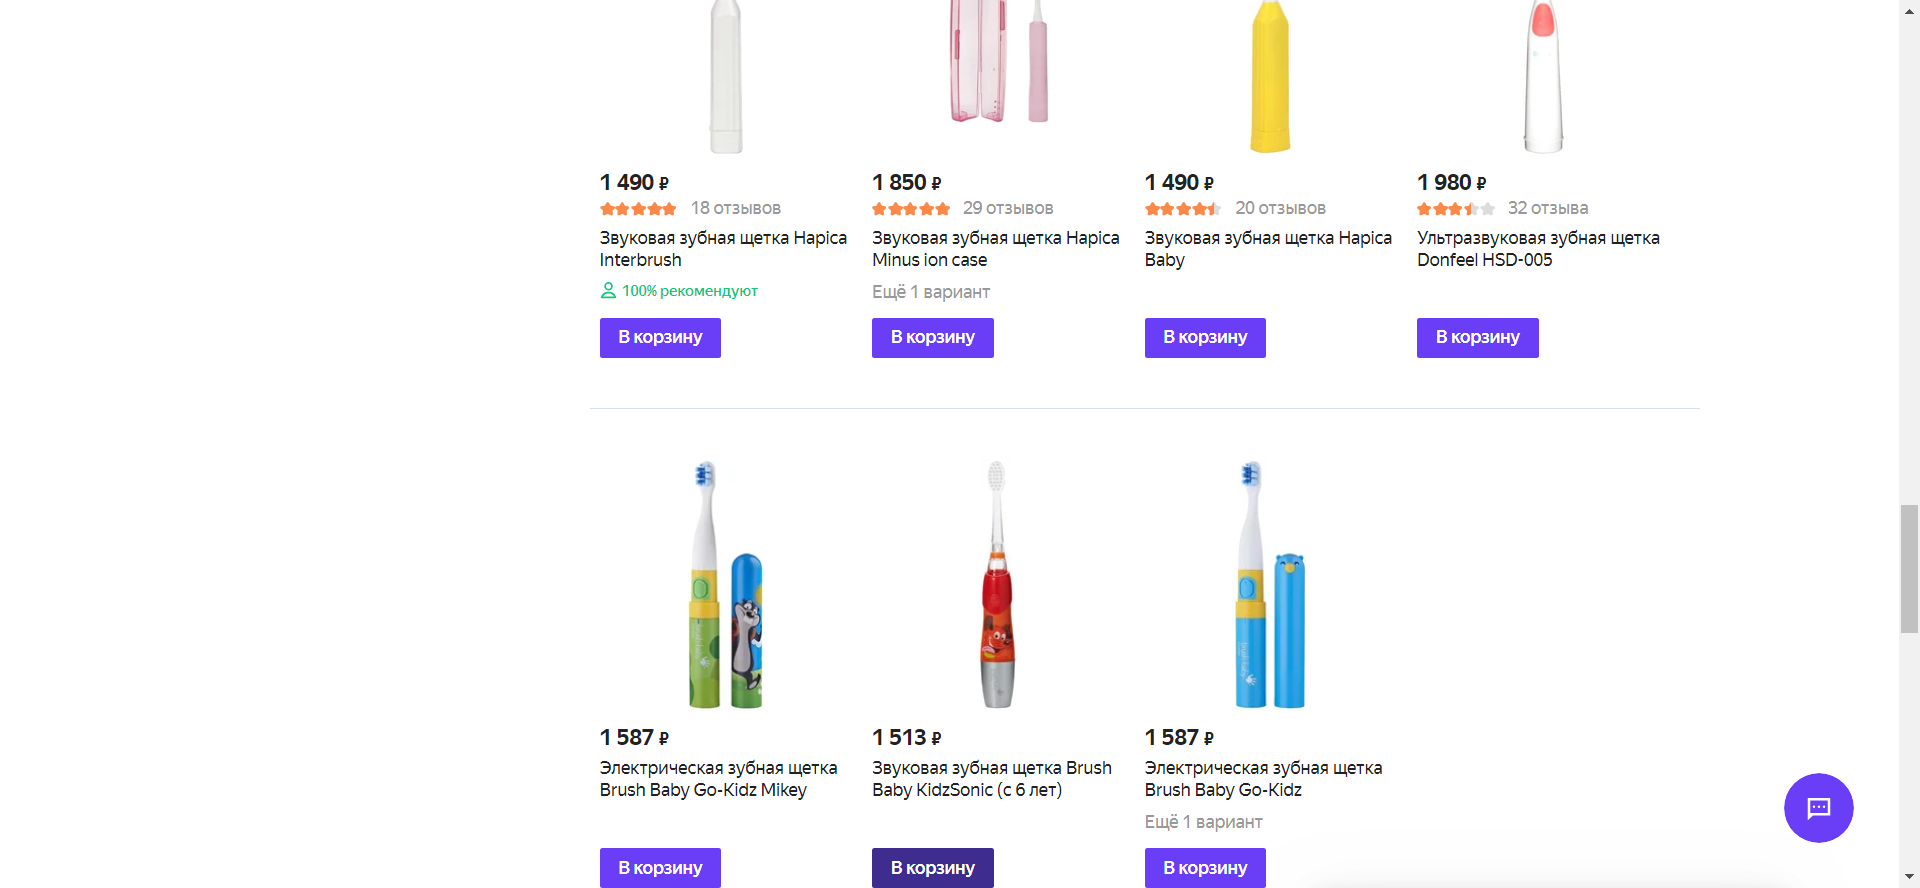 1 490 ₽
18 отзывов
Звуковая зубная щетка Hapica
Interbrush
100% рекомендуют
В корзину
1 850 ₽
29 отзывов
Звуковая зубная щетка Hapica
Minus ion case
Ещё 1 вариант
В корзину
1 490 ₽
20 отзывов
Звуковая зубная щетка Hapica
Baby
В корзину
1 980 ₽
32 отзыва
Ультразвуковая зубная щетка
Donfeel HSD-005
В корзину
1 587 ₽
Электрическая зубная щетка
Brush Baby Go-Kidz Mikey
В корзину
1 513 ₽
Звуковая зубная щетка Brush
Baby KidzSonic (с 6 лет)
В корзину
1 587 ₽
Электрическая зубная щетка
Brush Baby Go-Kidz
Ещё 1 вариант
В корзину